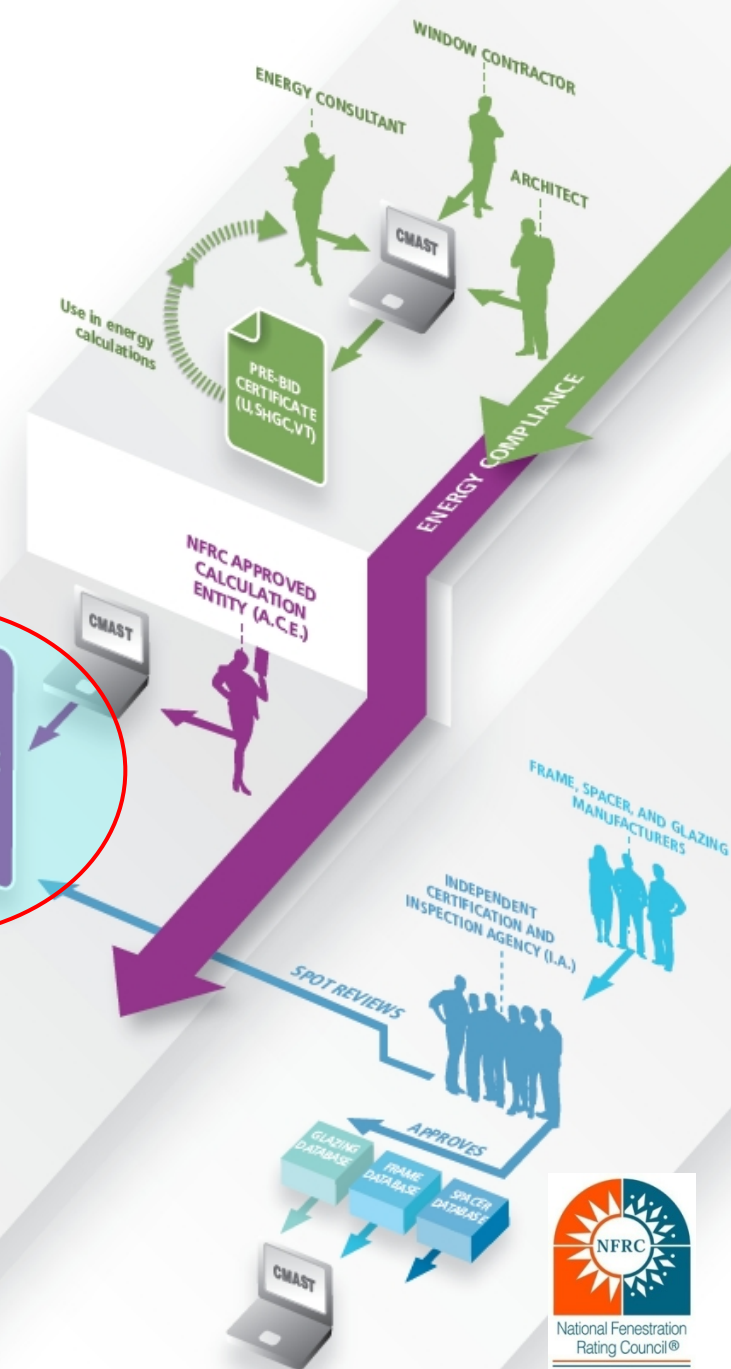 WINDOW CONTRACTOR
ENERGY CONSULTANT
ARCHITECT
CMAST
Use in energy
calculations
PRE-BID
CERTIFICATE
(U,SHGC,VT)
ENERGY COMPLIANCE
NFRC APPROVED
CALCULATION
ENTITY (A.C.E.)
CMAST
FRAME, SPACER, AND GLAZING
MANUFACTURERS
INDEPENDENT
CERTIFICATION AND
INSPECTION AGENCY (I.A.)
SPOT REVIEWS
APPROVES
GLAZING
DATABASE
FRAME
DATABASE
SPACER
DATABASE
CMAST
NFRC
National Fenestration
Rating Council®